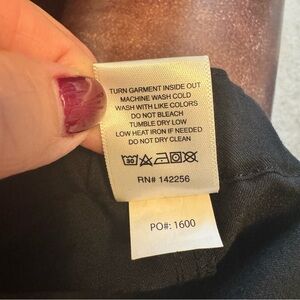 TURN GARMENT INSIDE OUT
MACHINE WASH COLD
WASH WITH LIKE COLORS
DO NOT BLEACH
TUMBLE DRY LOW
LOW HEAT IRON IF NEEDED
DO NOT DRY CLEAN
30
RN# 142256
PO#: 1600